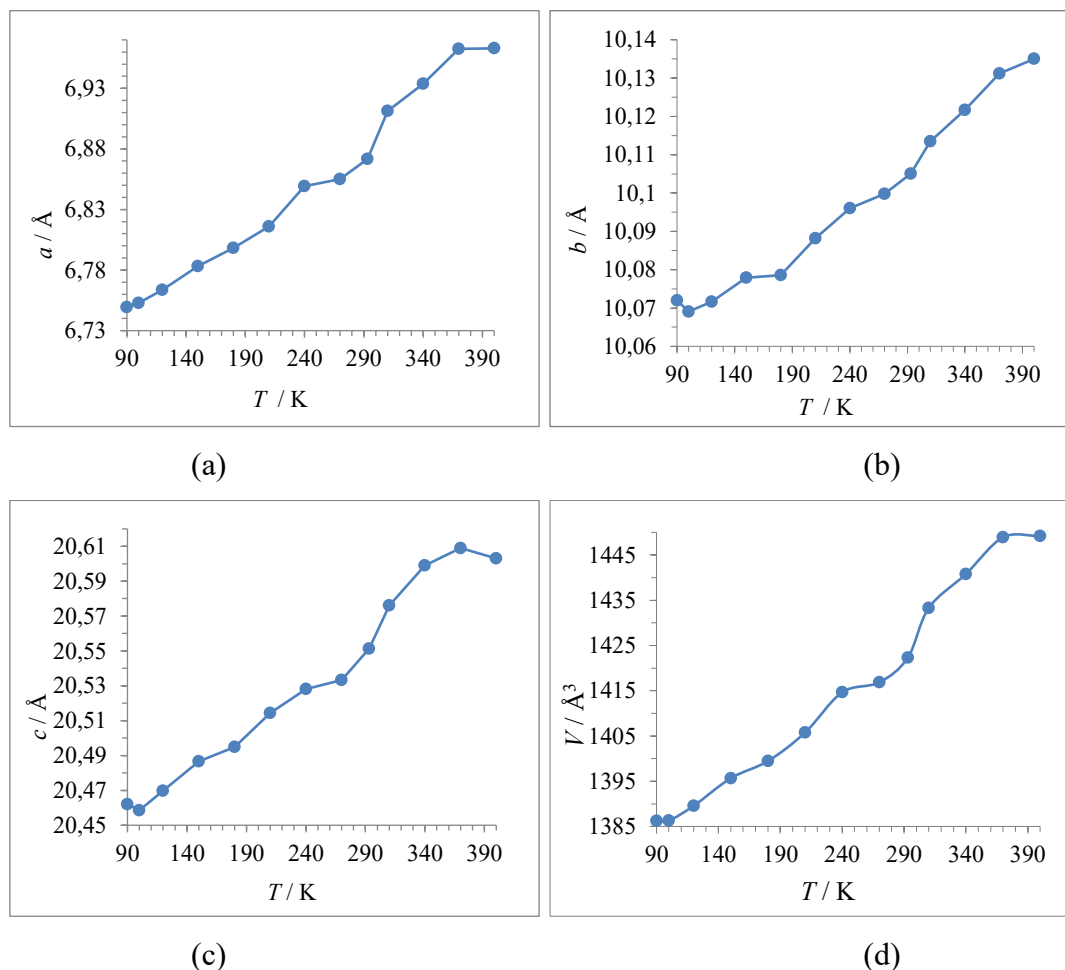 6,93
6,88
6,83
6,78
6,73
a / Å
90 140 190 240 290 340 390
T / K
(a)
10,14
10,13
10,12
10,11
10,1
10,09
10,08
10,07
10,06
b / Å
90 140 190 240 290 340 390
T / K
(b)
20,61
20,59
20,57
20,55
20,53
20,51
20,49
20,47
20,45
c / Å
90 140 190 240 290 340 390
T / K
(c)
1445
1435
1425
1415
1405
1395
1385
V / Å³
90 140 190 240 290 340 390
T / K
(d)